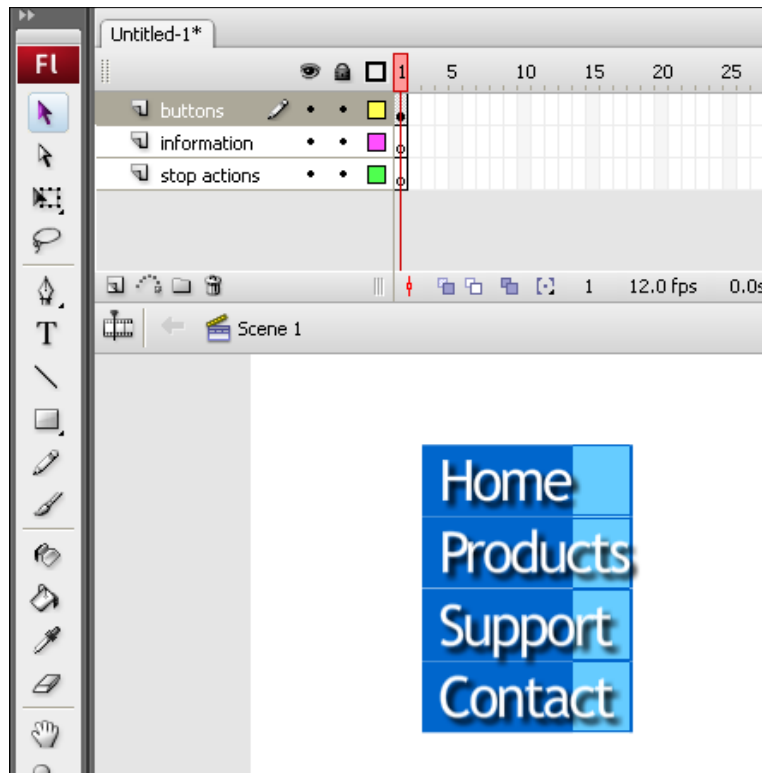 Untitled-1*
Fl
1 5 10 15 20 25
buttons
information
stop actions
1 12.0 fps 0.0s
T
Scene 1
Home
Products
Support
Contact